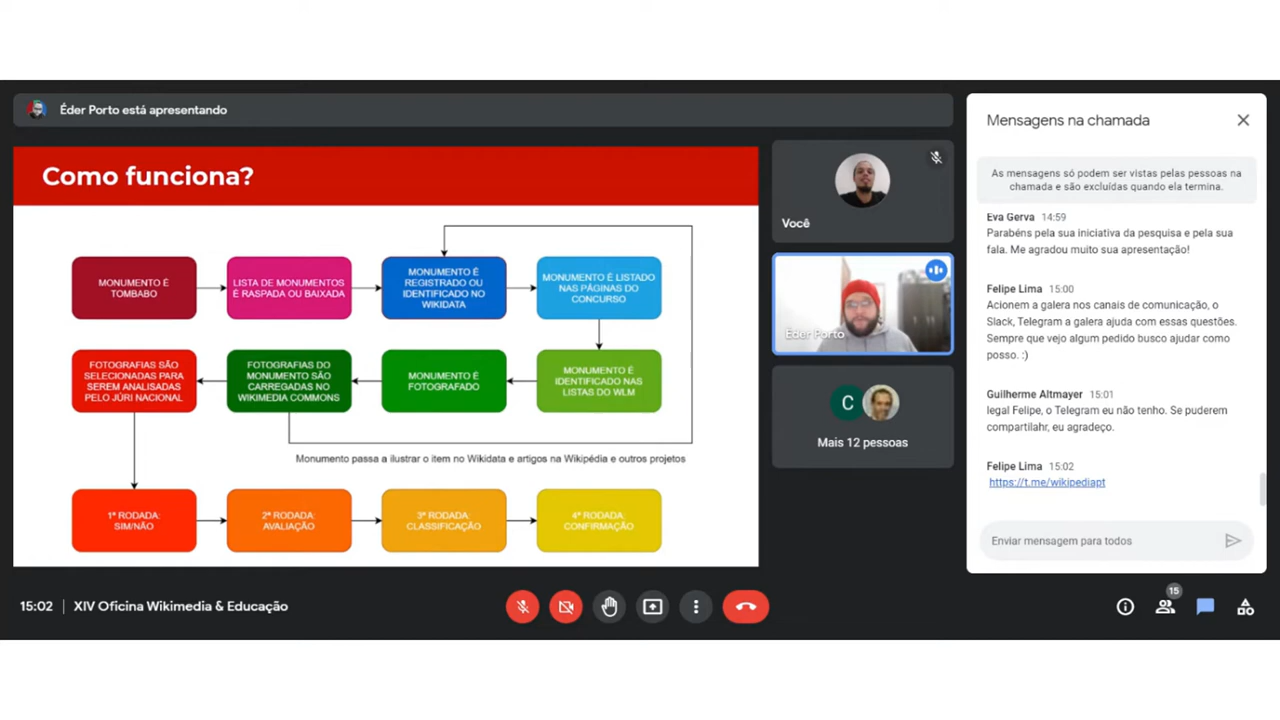 Éder Porto está apresentando
Como funciona?
MONUMENTO É
TOMBABO
LISTA DE MONUMENTOS
É RASPADA OU BAIXADA
MONUMENTO É
REGISTRADO OU
IDENTIFICADO NO
WIKIDATA
MONUMENTO É LISTADO
NAS PÁGINAS DO
CONCURSO
FOTOGRAFIAS SÃO
SELECIONADAS PARA
SEREM ANALISADAS
PELO JÚRI NACIONAL
FOTOGRAFIAS DO
MONUMENTO SÃO
CARREGADAS NO
WIKIMEDIA COMMONS
MONUMENTO É
FOTOGRAFADO
MONUMENTO É
IDENTIFICADO NAS
LISTAS DO WLM
Monumento passa a ilustrar o item no Wikidata e artigos na Wikipédia e outros projetos
1ª RODADA:
SIM/NÃO
2ª RODADA:
AVALIAÇÃO
3ª RODADA:
CLASSIFICAÇÃO
4ª RODADA:
CONFIRMAÇÃO
Você
Éder Porto
C
Mais 12 pessoas
Mensagens na chamada
As mensagens só podem ser vistas pelas pessoas na
chamada e são excluídas quando ela termina.
Eva Gerva 14:59
Parabéns pela sua iniciativa da pesquisa e pela sua
fala. Me agradou muito sua apresentação!
Felipe Lima 15:00
Acionem a galera nos canais de comunicação, o
Slack, Telegram a galera ajuda com essas questões.
Sempre que vejo algum pedido busco ajudar como
posso. :)
Guilherme Altmayer 15:01
legal Felipe, o Telegram eu não tenho. Se puderem
compartilahr, eu agradeço.
Felipe Lima 15:02
https://t.me/wikipediapt
Enviar mensagem para todos
15:02 | XIV Oficina Wikimedia & Educação
15